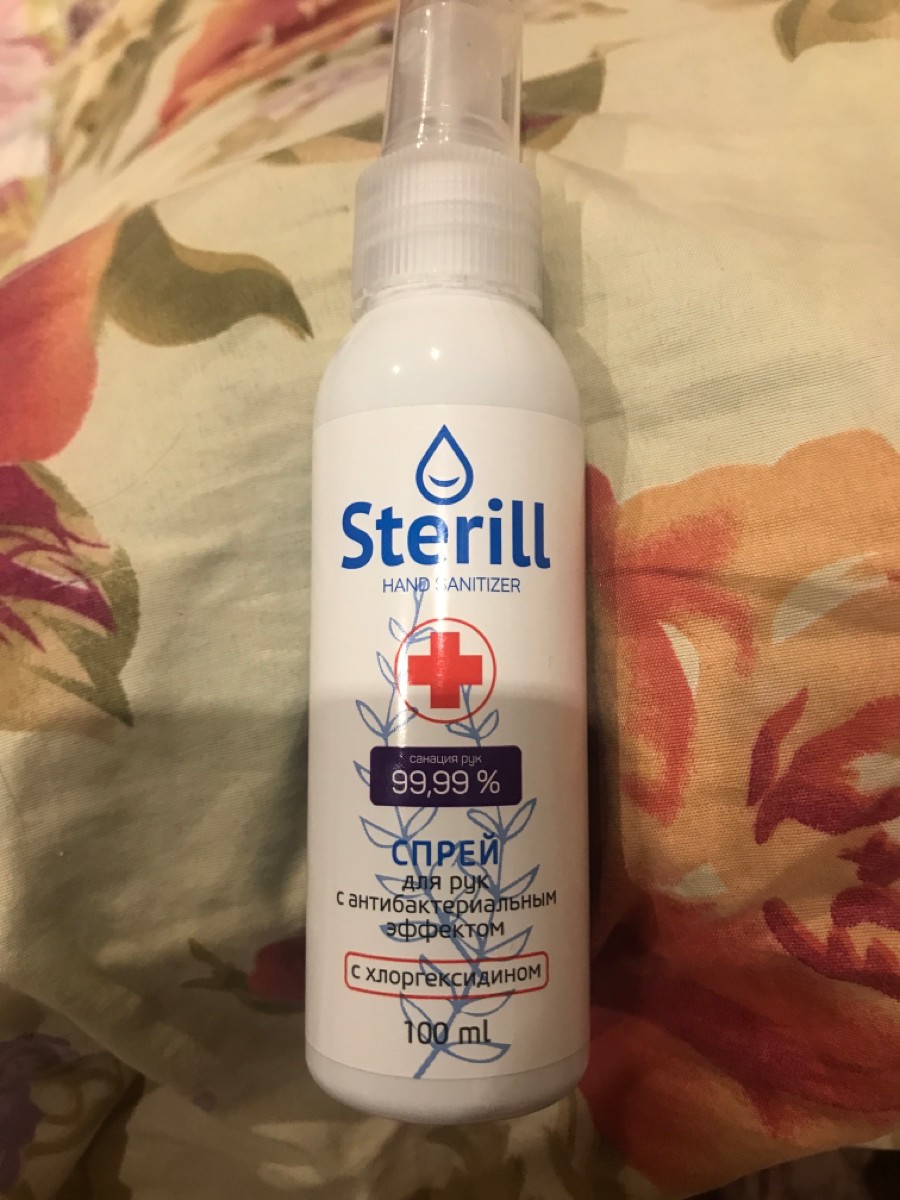 Sterill
HAND SANITIZER
санация рук
99,99 %
СПРЕЙ
для рук
с антибактериальным
эффектом
с хлоргексидином
100 ml